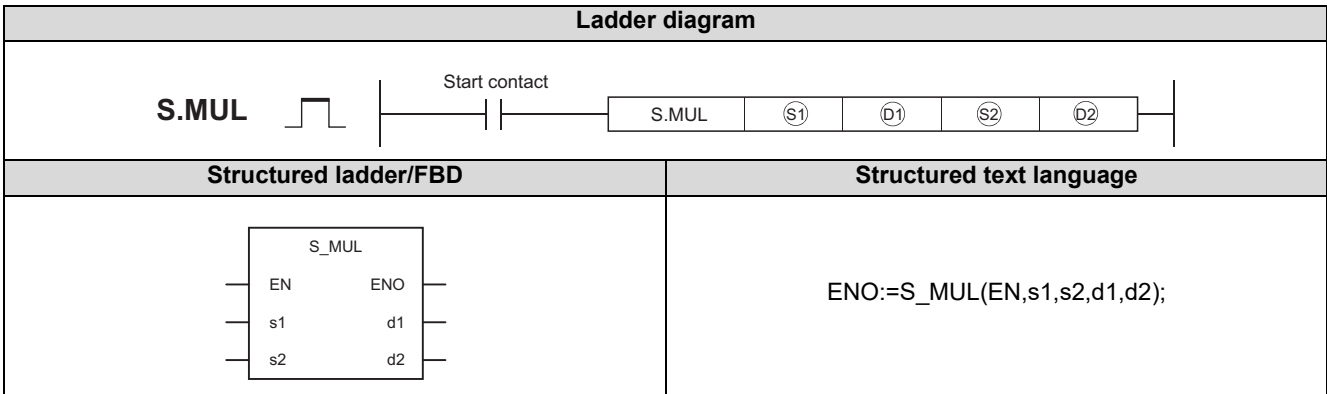 Ladder diagram
Start contact
S.MUL S.MUL S1 D1 S2 D2
Structured ladder/FBD Structured text language
S_MUL
EN ENO
s1 d1
s2 d2
ENO:=S_MUL(EN,s1,s2,d1,d2);